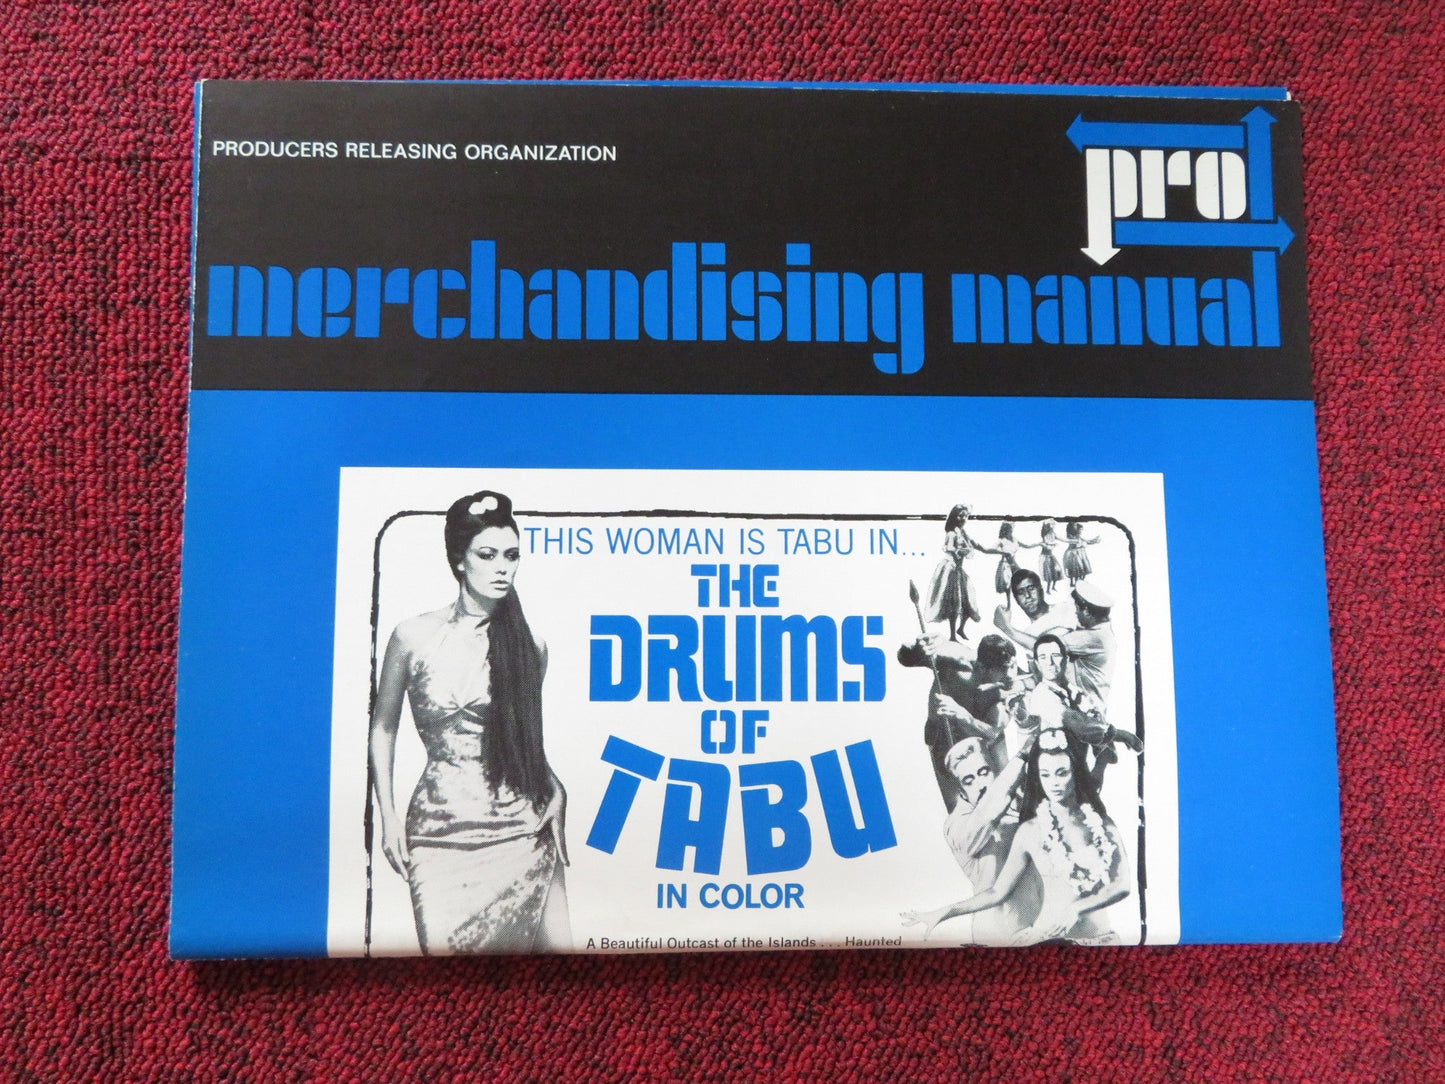 PRODUCERS RELEASING ORGANIZATION
pro
merchandising manual
THIS WOMAN IS TABU IN...
THE
DRUMS
OF
TABU
IN COLOR
A Beautiful Outcast of the Islands ... Haunted